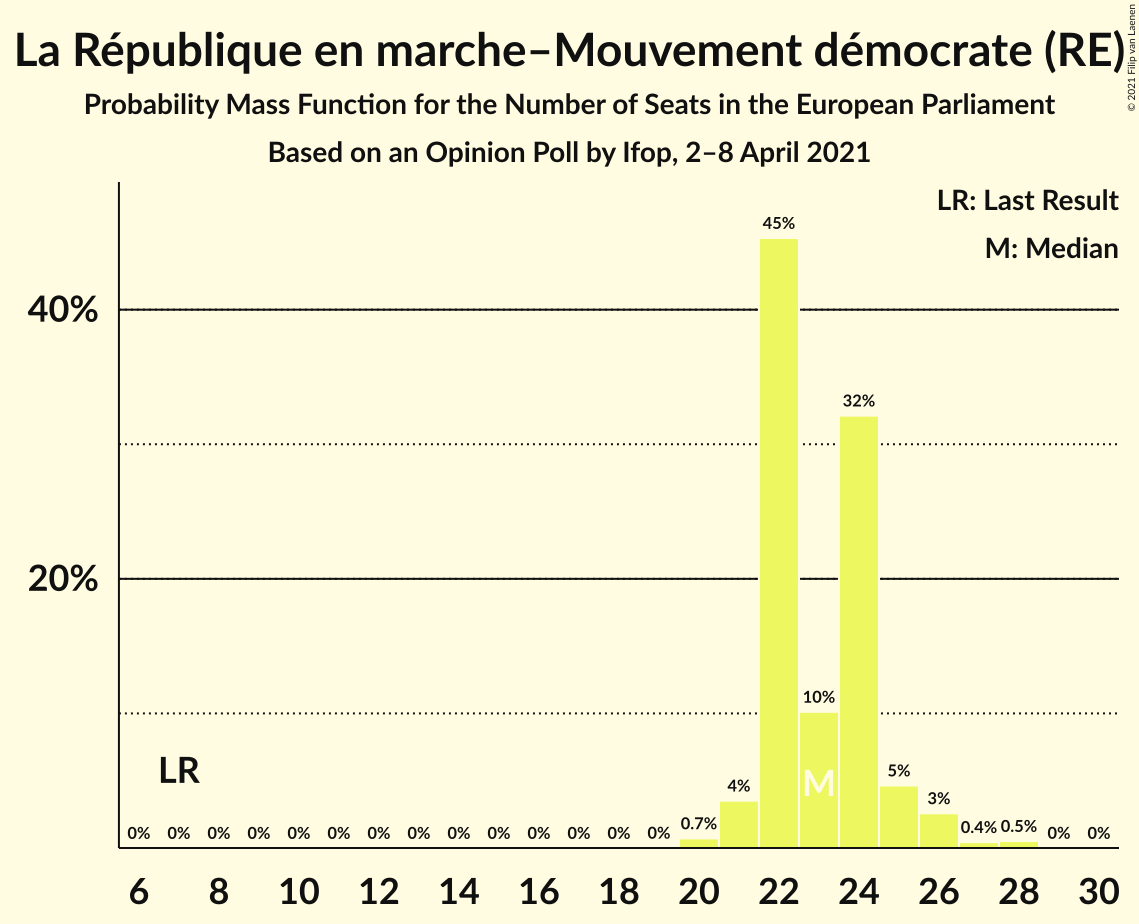 La République en marche–Mouvement démocrate (RE)
© 2021 Filip van Laenen
Probability Mass Function for the Number of Seats in the European Parliament
Based on an Opinion Poll by Ifop, 2–8 April 2021
LR: Last Result
M: Median
45%
40%
32%
20%
10%
LR
M
5%
4%
3%
0% 0% 0% 0% 0% 0% 0% 0% 0% 0% 0% 0% 0% 0% 0.7% 0.4% 0.5% 0% 0%
6 8 10 12 14 16 18 20 22 24 26 28 30